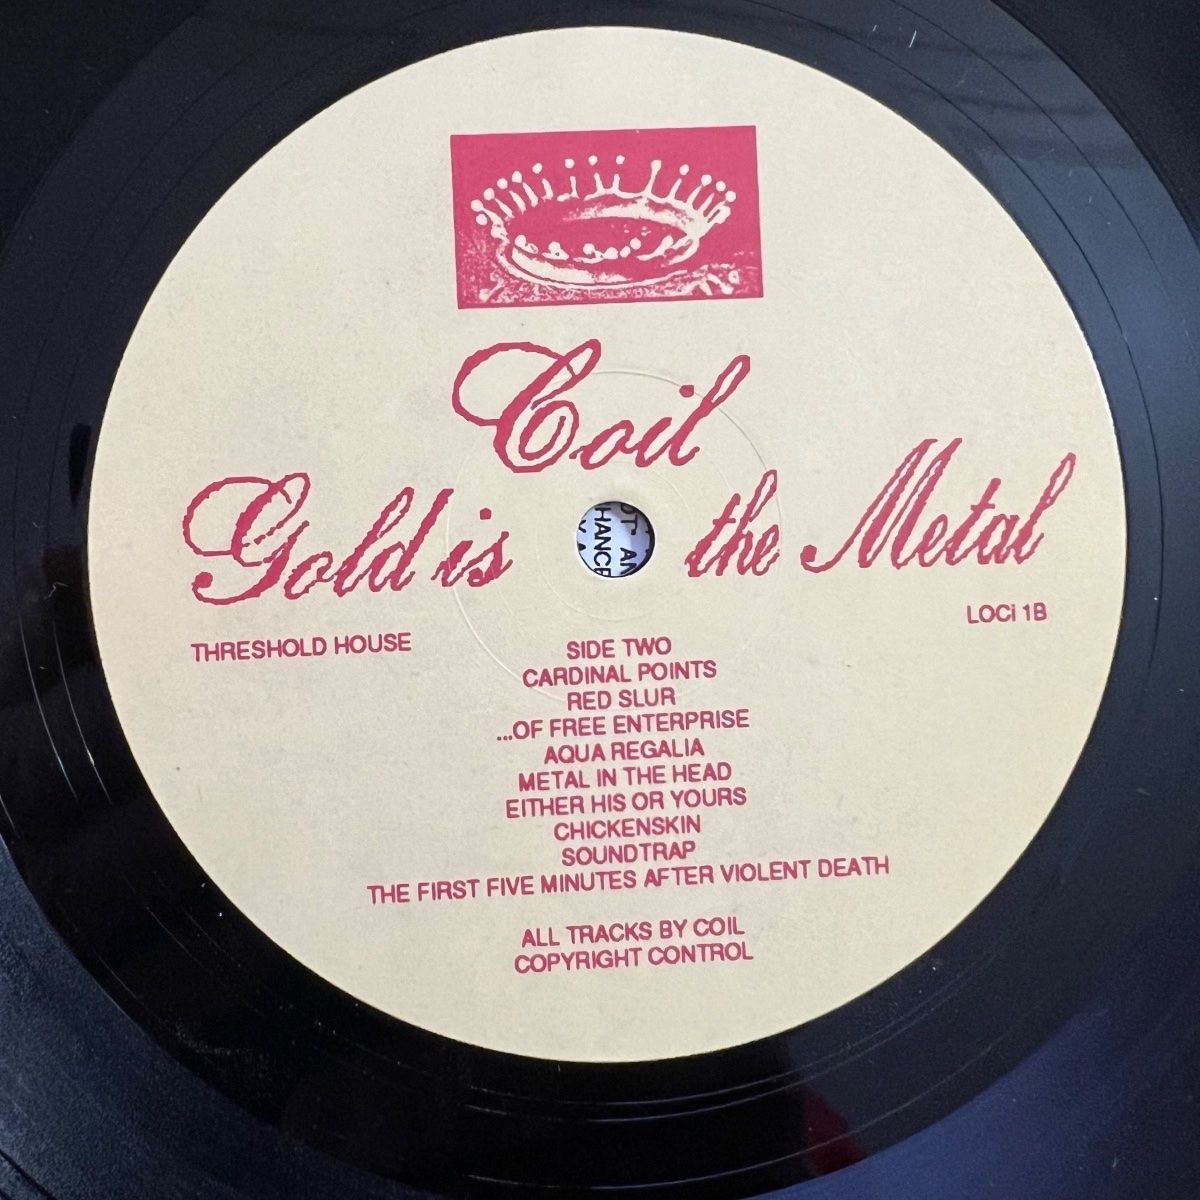 Coil
Gold is the Metal
THRESHOLD HOUSE
LOCi 1B
SIDE TWO
CARDINAL POINTS
RED SLUR
...OF FREE ENTERPRISE
AQUA REGALIA
METAL IN THE HEAD
EITHER HIS OR YOURS
CHICKENSKIN
SOUNDTRAP
THE FIRST FIVE MINUTES AFTER VIOLENT DEATH
ALL TRACKS BY COIL
COPYRIGHT CONTROL